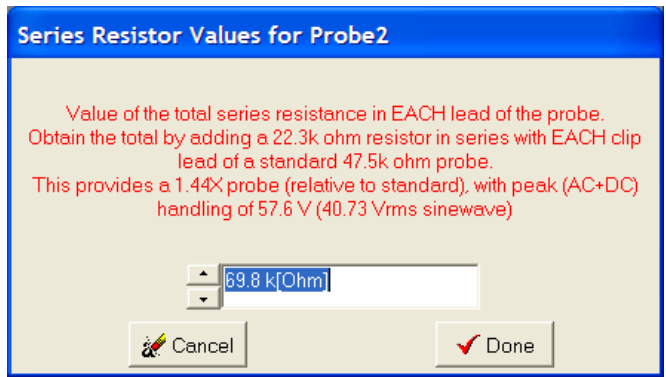 Series Resistor Values for Probe2
Value of the total series resistance in EACH lead of the probe.
Obtain the total by adding a 22.3k ohm resistor in series with EACH clip
lead of a standard 47.5k ohm probe.
This provides a 1.44X probe (relative to standard), with peak (AC+DC)
handling of 57.6 V (40.73 Vrms sinewave)
69.8 k[Ohm]
Cancel
Done